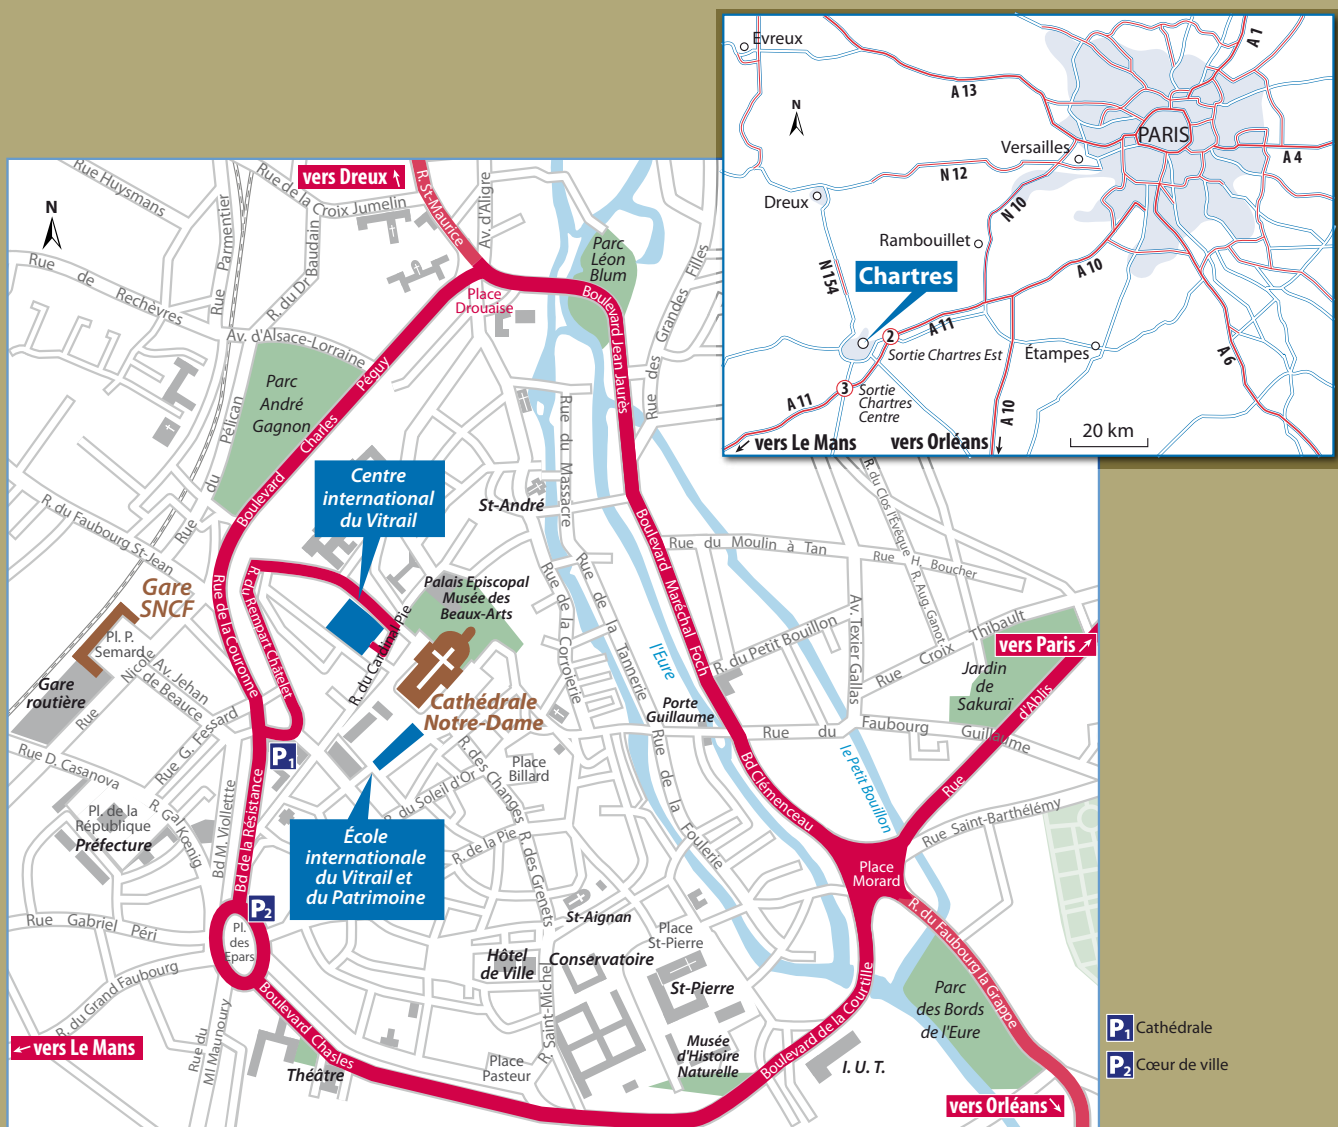 Evreux
A 13
A 1
N
PARIS
Versailles
A 4
N 12
Dreux
N 10
Rambouillet
N 154
A 10
Chartres
A 11
2
Sortie Chartres Est
Étampes
A 6
3
Sortie
Chartres
Centre
A 11
A 10
20 km
vers Le Mans
vers Orléans
vers Dreux
Rue Huysmans
Rue de la Croix Jumelin
R. St-Maurice
Av. d'Aligre
N
Rue Parmentier
R. du Dr Baudain
Rue de Rechèvres
Parc
Léon
Blum
Rue des Grandes Filles
Place
Drouaise
Boulevard Jean Jaurès
Av. d'Alsace-Lorraine
Parc
André
Gagnon
Boulevard Charles Péguy
Rue du Pélican
Rue du Massacre
Centre
international
du Vitrail
St-André
R. du Clos l'Évêque
R. du Faubourg St-Jean
Rue du Moulin à Tan
Rue H. Boucher
R. Aug. Ganot
Boulevard Maréchal Foch
Gare
SNCF
R. du Rempart Châtelet
Rue de la Couronne
Palais Episcopal
Musée des
Beaux-Arts
Rue de la Corroierie
Rue de la Tannerie
Av. Texier Gallas
Rue Croix Thibault
vers Paris
Pl. P.
Semard
R. du Cardinal Pie
l'Eure
R. du Petit Bouillon
Jardin
de
Sakuraï
Gare
routière
Rue Nicole
Av. Jehan
de Beauce
Cathédrale
Notre-Dame
Porte
Guillaume
Rue du Faubourg Guillaume
Rue d'Ablis
Rue G. Fessard
Rue D. Casanova
P1
R. des Changes
Place
Billard
Rue de la Foulerie
Bd Clémenceau
le Petit Bouillon
R. du Soleil d'Or
Bd M. Viollette
Bd de la Résistance
Pl. de la
République
Préfecture
R. Gal Kœnig
École
internationale
du Vitrail et
du Patrimoine
R. de la Pie
R. des Grenets
Rue Saint-Barthélémy
Place
Morard
R. du Faubourg la Grappe
P2
Rue Gabriel Péri
Pl.
des
Epars
St-Aignan
Place
St-Pierre
Hôtel
de Ville
Conservatoire
St-Pierre
R. Saint-Michel
R. du Grand Faubourg
Rue du
Ml Maunoury
Boulevard Chasles
Boulevard de la Courtille
Parc
des Bords
de l'Eure
vers Le Mans
Théâtre
Place
Pasteur
Musée
d'Histoire
Naturelle
I. U. T.
vers Orléans
P1 Cathédrale
P2 Cœur de ville